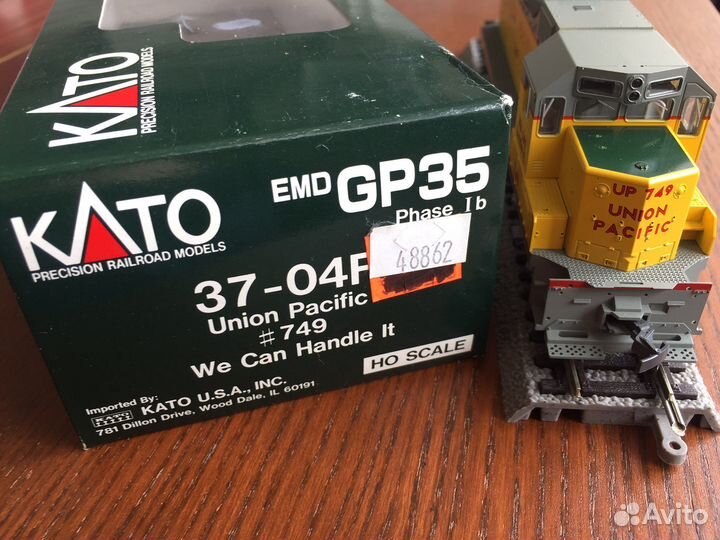 KATO
PRECISION RAILROAD MODELS
KATO
PRECISION RAILROAD MODELS
EMD GP35
Phase Ib
48862
37-04
Union Pacific
#749
We Can Handle It
HO SCALE
Imported By:
KATO
KATO U.S.A., INC.
781 Dillon Drive, Wood Dale, IL 60191
UP 749
UNION
PACIFIC
Avito